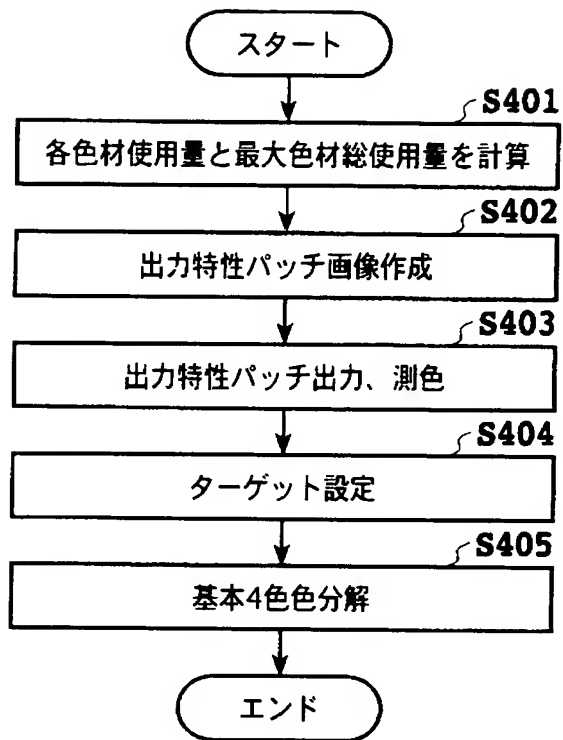 スタート
S401
各色材使用量と最大色材総使用量を計算
S402
出力特性パッチ画像作成
S403
出力特性パッチ出力、測色
S404
ターゲット設定
S405
基本4色色分解
エンド